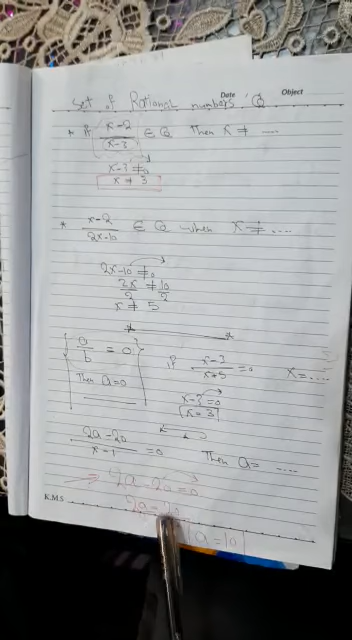 Date Object
Set of Rational numbers Q
* if x-2/x-3 ∈ Q Then x ≠ ....
x-3 ≠ 0
x ≠ 3
* x-2/2x-10 ∈ Q when x ≠ ....
2x-10 ≠ 0
2x/2 ≠ 10/2
x ≠ 5
{ a/b = 0 }
Then a=0
if x-3/x-5 = 0 x=....
x-3=0
x=3
2a-20/x-1 = 0 Then a= ....
2a-20=0
2a=20
a=10
K.M.S